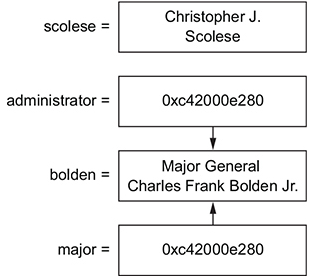 scolese =
Christopher J.
Scolese
administrator =
0xc42000e280
bolden =
Major General
Charles Frank Bolden Jr.
major =
0xc42000e280